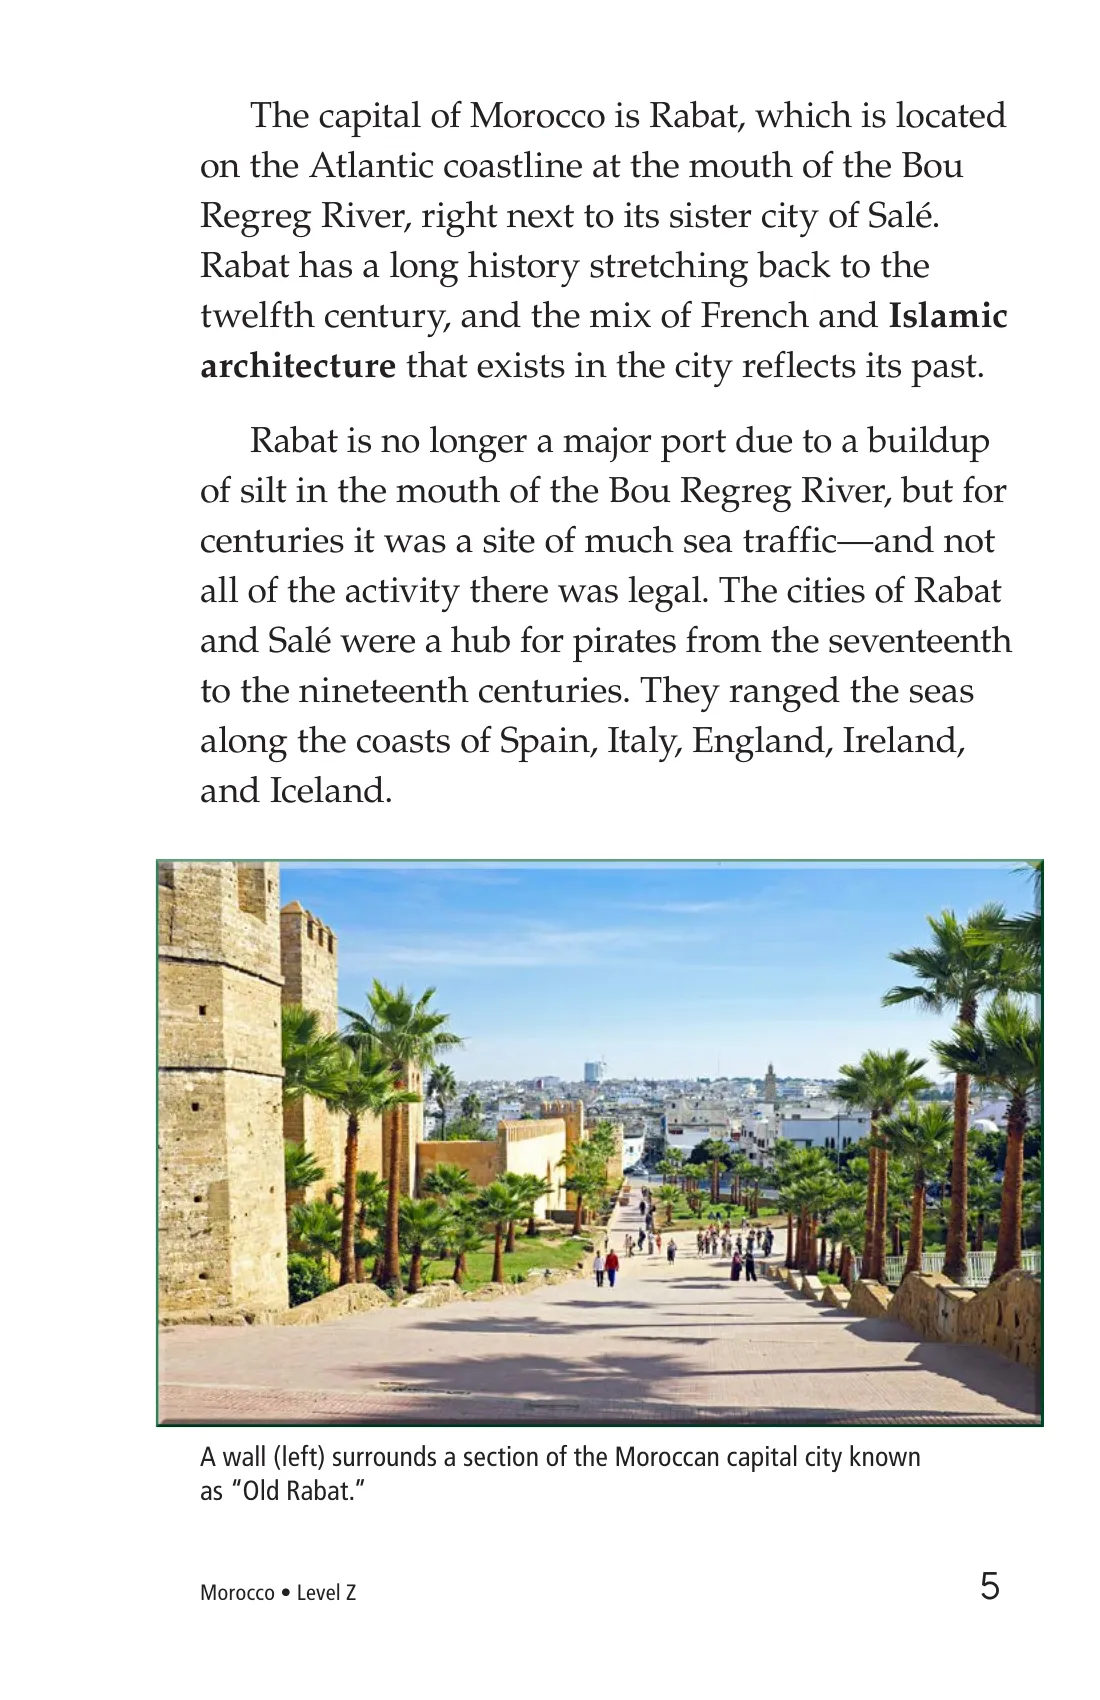 The capital of Morocco is Rabat, which is located
on the Atlantic coastline at the mouth of the Bou
Regreg River, right next to its sister city of Salé.
Rabat has a long history stretching back to the
twelfth century, and the mix of French and Islamic
architecture that exists in the city reflects its past.
Rabat is no longer a major port due to a buildup
of silt in the mouth of the Bou Regreg River, but for
centuries it was a site of much sea traffic—and not
all of the activity there was legal. The cities of Rabat
and Salé were a hub for pirates from the seventeenth
to the nineteenth centuries. They ranged the seas
along the coasts of Spain, Italy, England, Ireland,
and Iceland.
A wall (left) surrounds a section of the Moroccan capital city known
as “Old Rabat.”
Morocco • Level Z
5